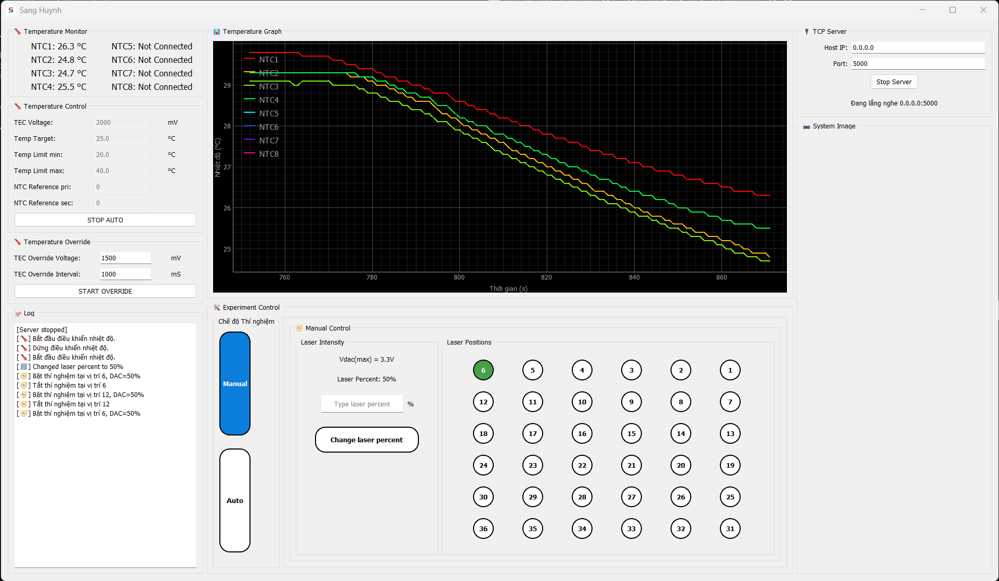 Sang Huynh
Temperature Monitor
NTC1: 26.3 ºC
NTC5: Not Connected
NTC2: 24.8 ºC
NTC6: Not Connected
NTC3: 24.7 ºC
NTC7: Not Connected
NTC4: 25.5 ºC
NTC8: Not Connected
Temperature Control
TEC Voltage: 2000 mV
Temp Target: 25.0 ºC
Temp Limit min: 20.0 ºC
Temp Limit max: 40.0 ºC
NTC Reference pri: 0
NTC Reference sec: 0
STOP AUTO
Temperature Override
TEC Override Voltage: 1500 mV
TEC Override Interval: 1000 mS
START OVERRIDE
Log
[Server stopped]
[🌡] Bắt đầu điều khiển nhiệt độ.
[🌡] Dừng điều khiển nhiệt độ.
[🌡] Bắt đầu điều khiển nhiệt độ.
[🎛] Changed laser percent to 50%
[🧭] Bật thí nghiệm tại vị trí 6, DAC=50%
[🧭] Tắt thí nghiệm tại vị trí 6
[🧭] Bật thí nghiệm tại vị trí 12, DAC=50%
[🧭] Tắt thí nghiệm tại vị trí 12
[🧭] Bật thí nghiệm tại vị trí 6, DAC=50%
Temperature Graph
NTC1
NTC2
NTC3
NTC4
NTC5
NTC6
NTC7
NTC8
Nhiệt độ (ºC)
29
28
27
26
25
760 780 800 820 840 860
Thời gian (s)
Experiment Control
Chế độ Thí nghiệm
Manual
Auto
Manual Control
Laser Intensity
Vdac(max) = 3.3V
Laser Percent: 50%
Type laser percent %
Change laser percent
Laser Positions
6 5 4 3 2 1
12 11 10 9 8 7
18 17 16 15 14 13
24 23 22 21 20 19
30 29 28 27 26 25
36 35 34 33 32 31
TCP Server
Host IP: 0.0.0.0
Port: 5000
Stop Server
Đang lắng nghe 0.0.0.0:5000
System Image